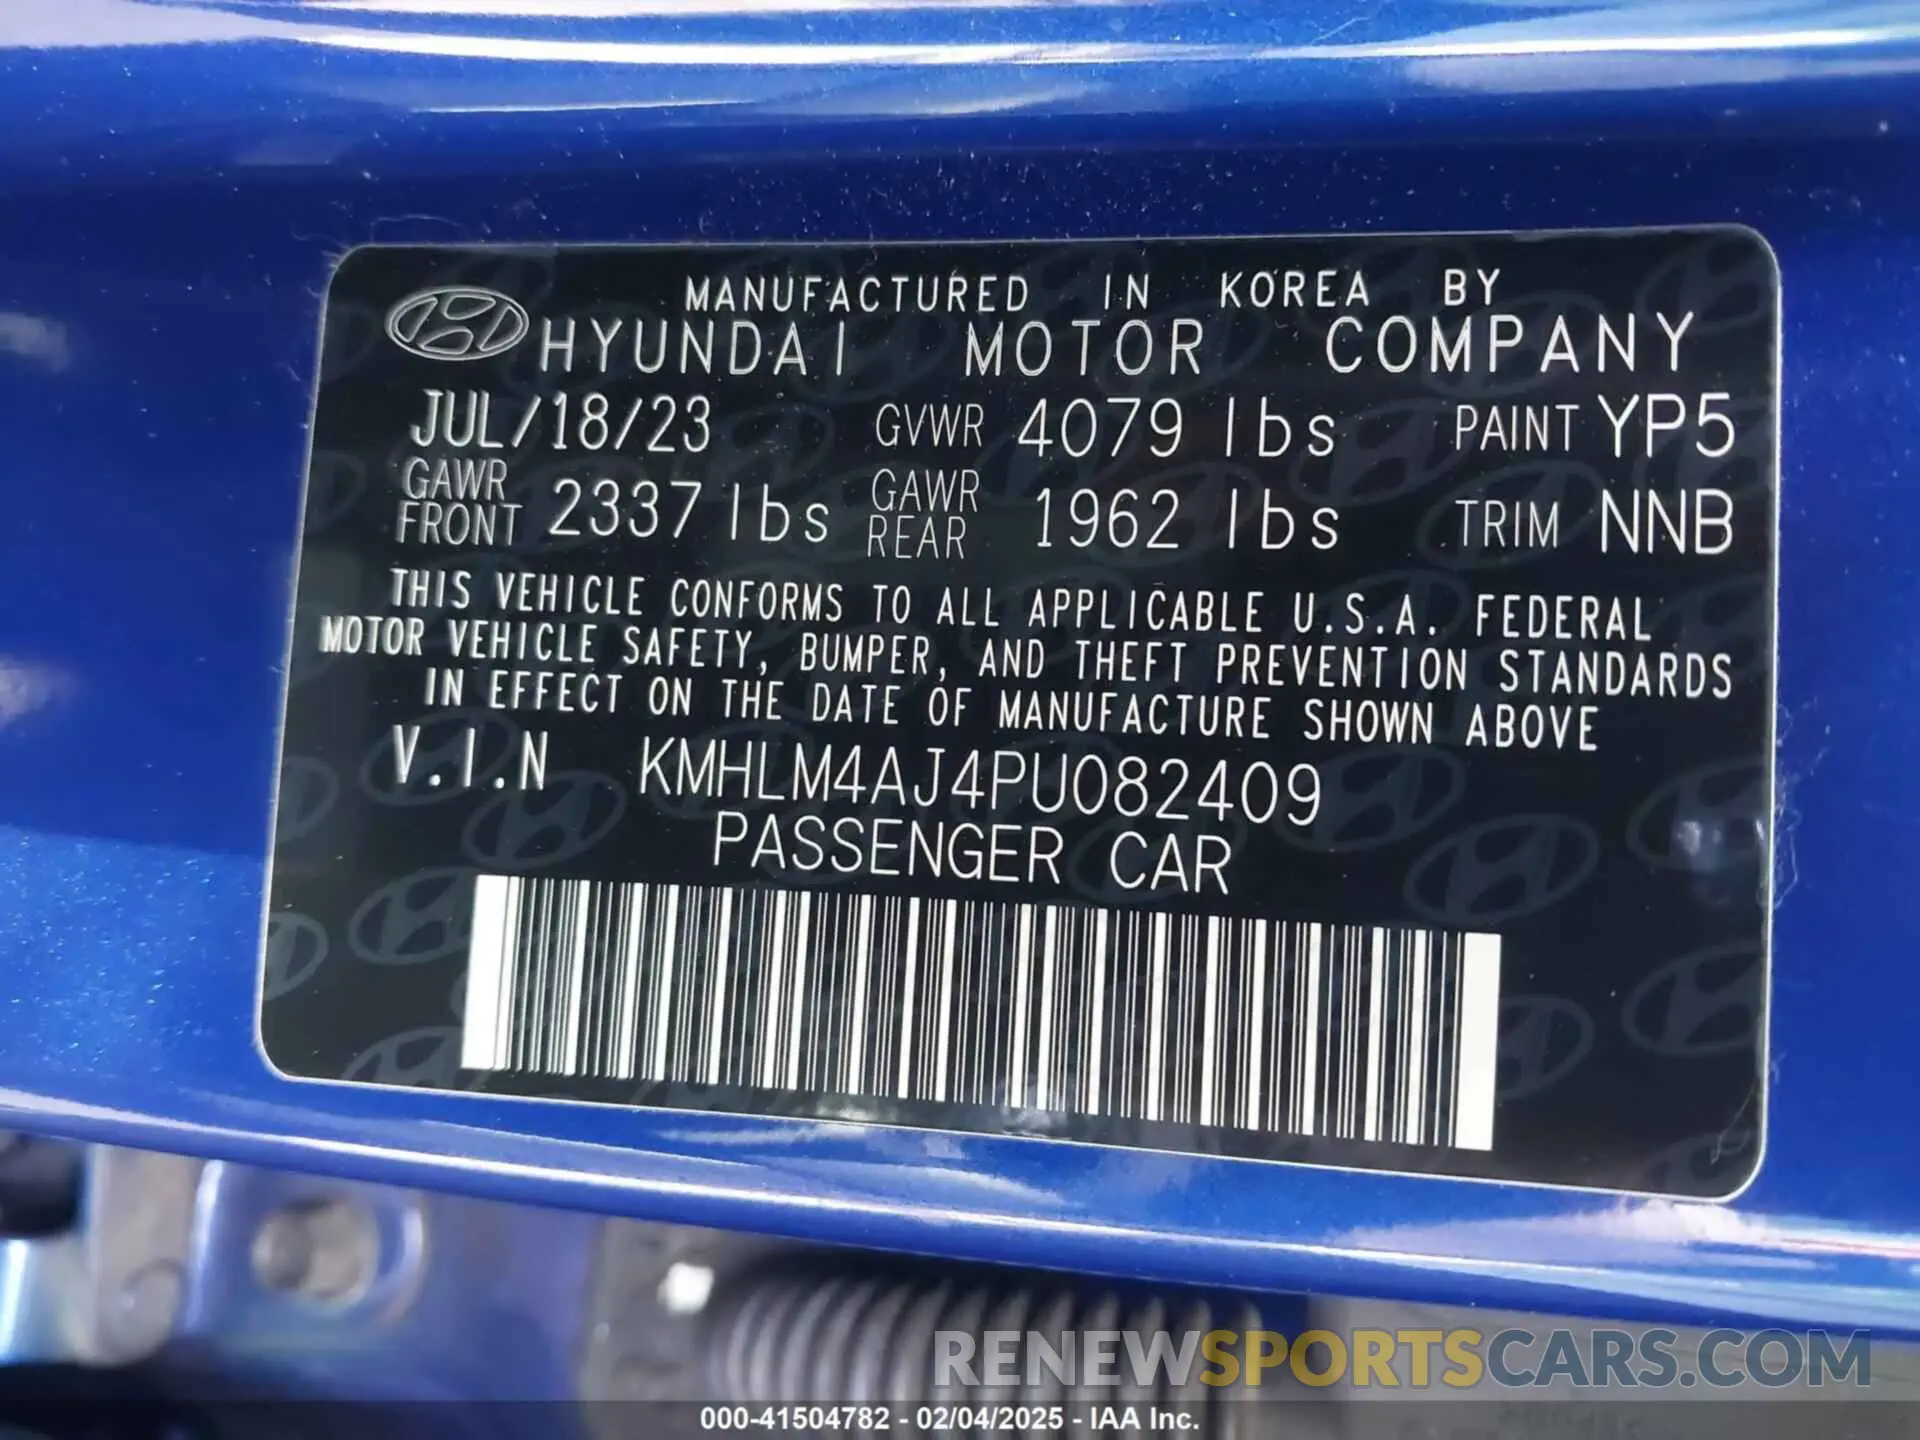 MANUFACTURED IN KOREA BY
HYUNDAI MOTOR COMPANY
JUL/18/23 GVWR 4079 lbs PAINT YP5
GAWR FRONT 2337 lbs GAWR REAR 1962 lbs TRIM NNB
THIS VEHICLE CONFORMS TO ALL APPLICABLE U.S.A. FEDERAL
MOTOR VEHICLE SAFETY, BUMPER, AND THEFT PREVENTION STANDARDS
IN EFFECT ON THE DATE OF MANUFACTURE SHOWN ABOVE
V.I.N KMHLM4AJ4PU082409
PASSENGER CAR
RENEWSPORTSCARS.COM
000-41504782 - 02/04/2025 - IAA Inc.